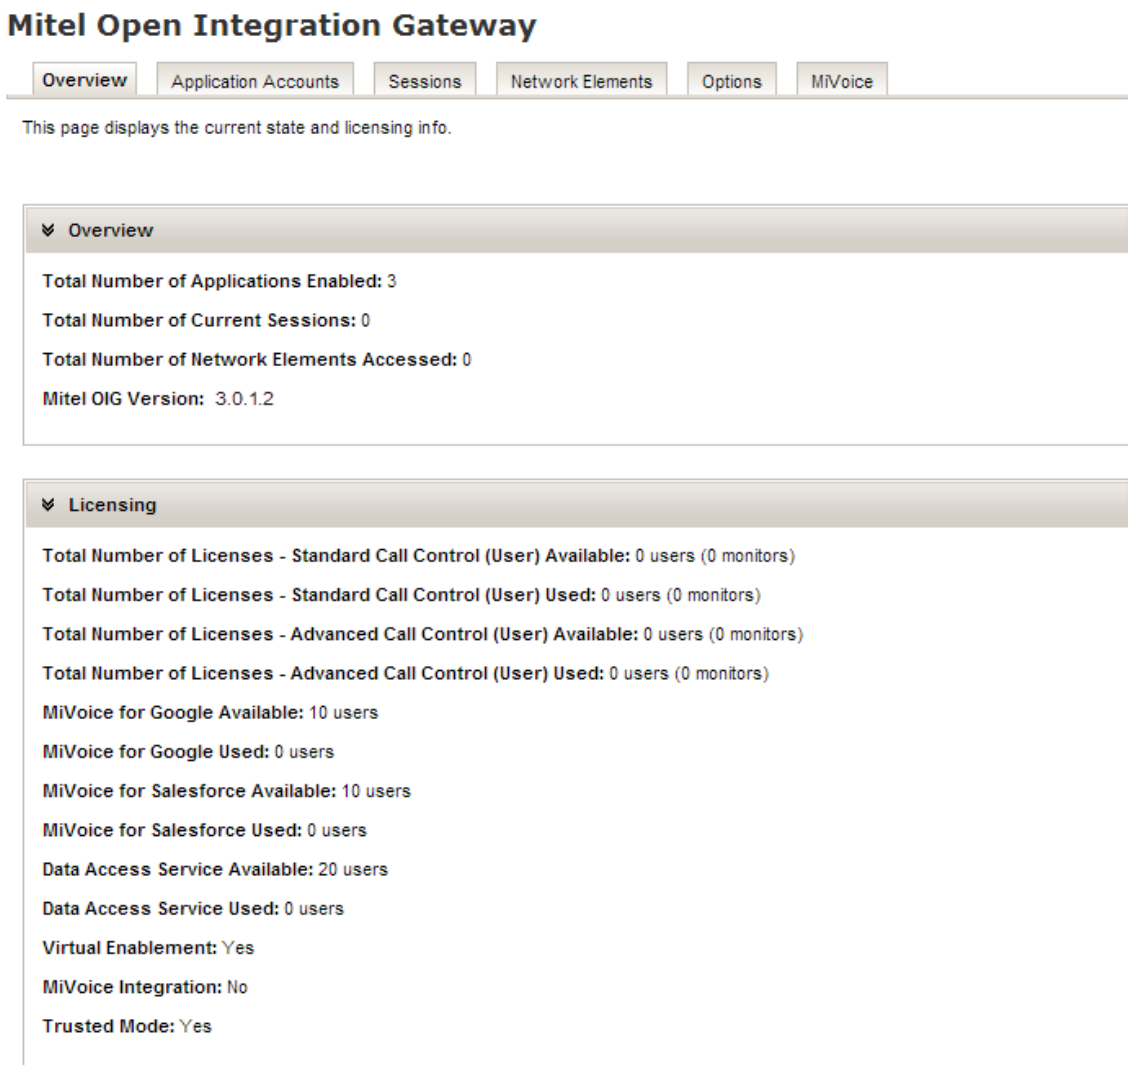 Mitel Open Integration Gateway
Overview Application Accounts Sessions Network Elements Options MiVoice
This page displays the current state and licensing info.
Overview
Total Number of Applications Enabled: 3
Total Number of Current Sessions: 0
Total Number of Network Elements Accessed: 0
Mitel OIG Version: 3.0.1.2
Licensing
Total Number of Licenses - Standard Call Control (User) Available: 0 users (0 monitors)
Total Number of Licenses - Standard Call Control (User) Used: 0 users (0 monitors)
Total Number of Licenses - Advanced Call Control (User) Available: 0 users (0 monitors)
Total Number of Licenses - Advanced Call Control (User) Used: 0 users (0 monitors)
MiVoice for Google Available: 10 users
MiVoice for Google Used: 0 users
MiVoice for Salesforce Available: 10 users
MiVoice for Salesforce Used: 0 users
Data Access Service Available: 20 users
Data Access Service Used: 0 users
Virtual Enablement: Yes
MiVoice Integration: No
Trusted Mode: Yes